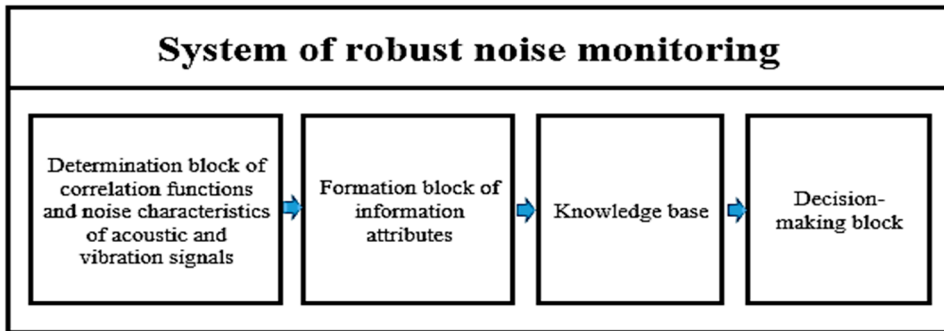 System of robust noise monitoring
Determination block of
correlation functions
and noise characteristics
of acoustic and
vibration signals
Formation block of
information
attributes
Knowledge base
Decision-
making block